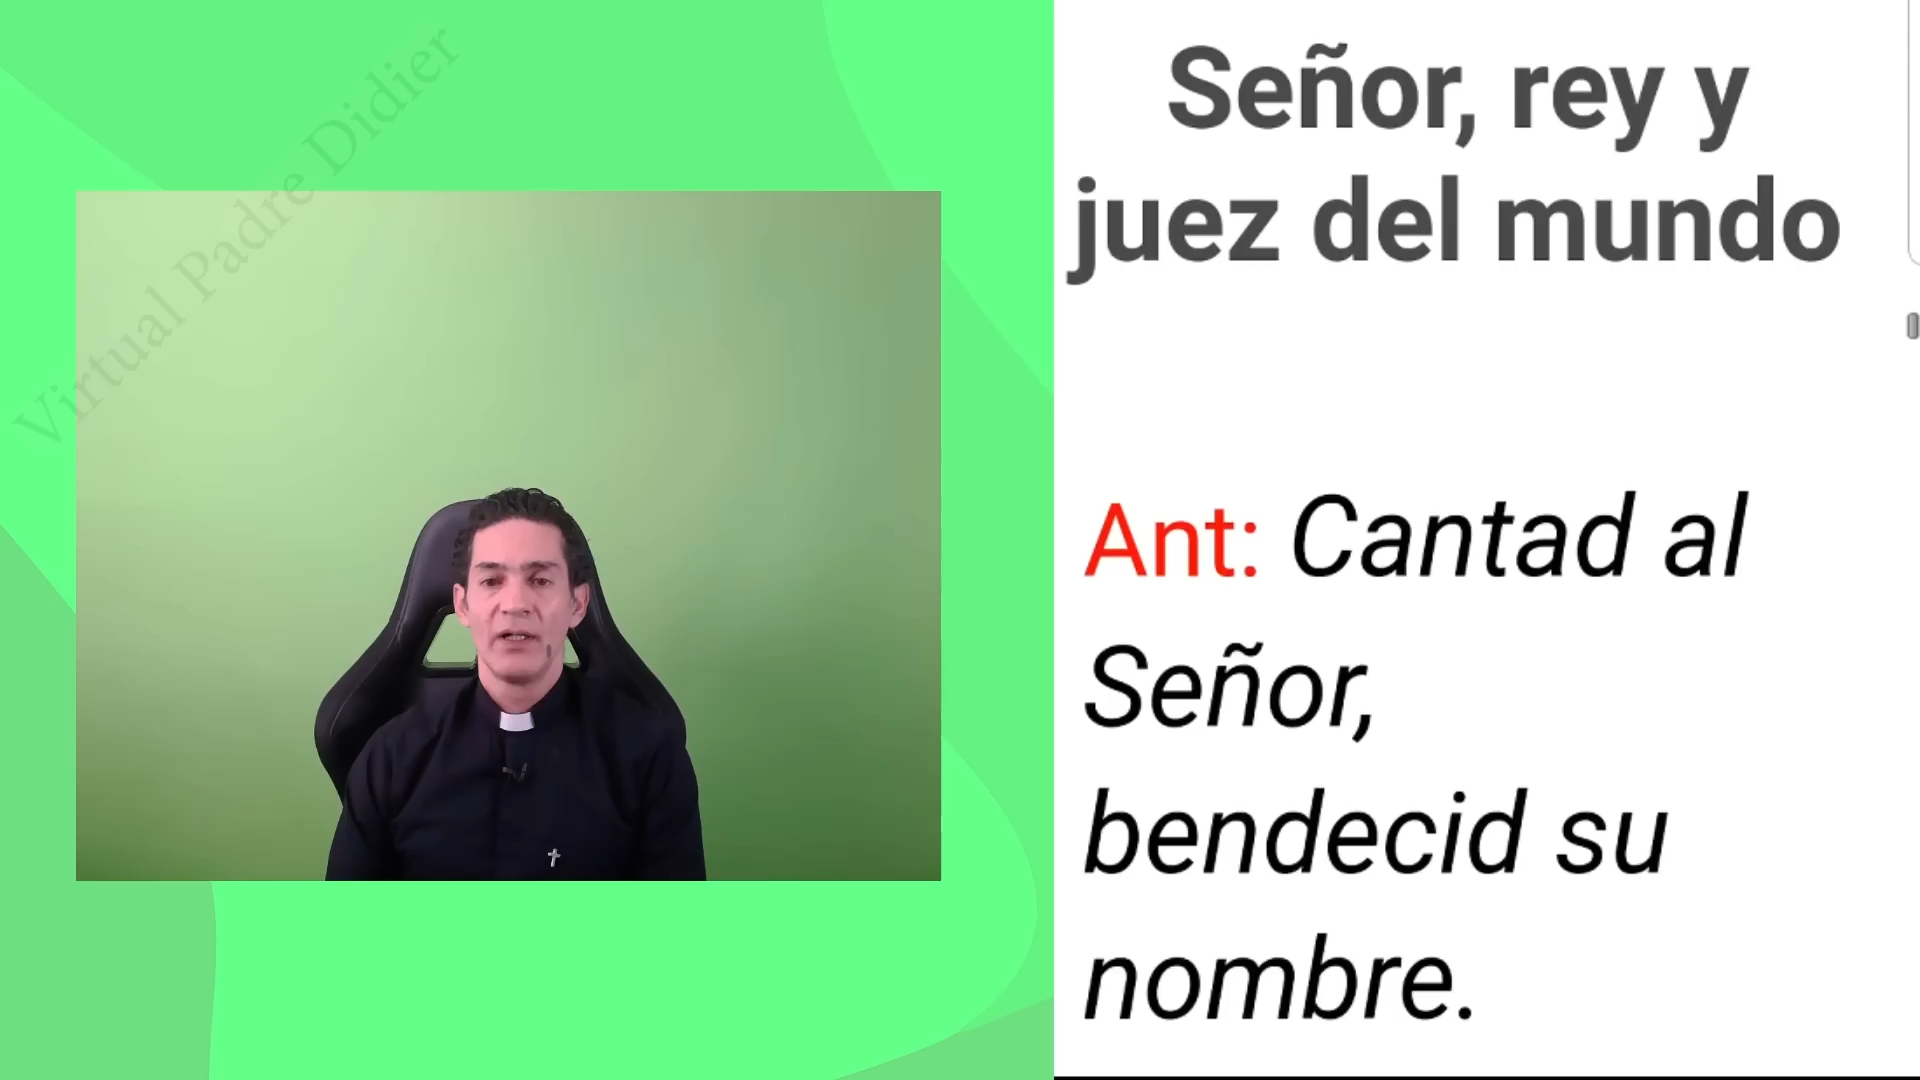 Virtual Padre Didier
Señor, rey y
juez del mundo
Ant: Cantad al
Señor,
bendecid su
nombre.